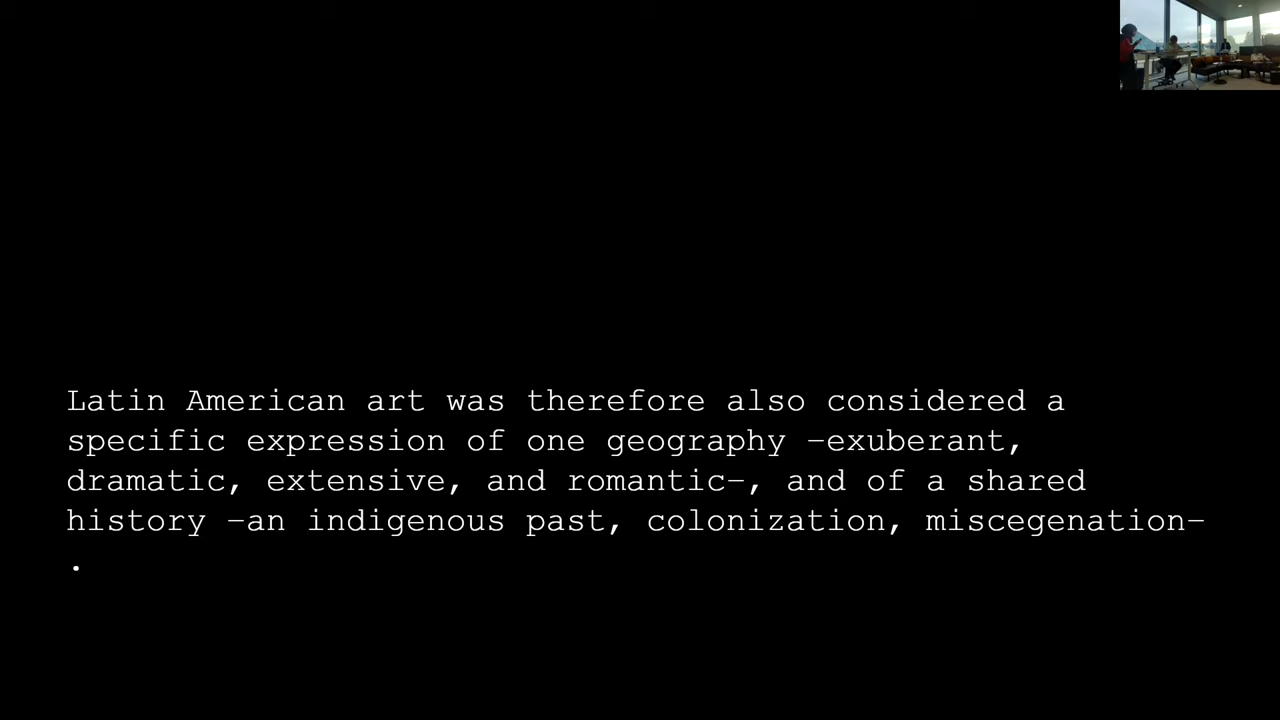 Latin American art was therefore also considered a
specific expression of one geography –exuberant,
dramatic, extensive, and romantic–, and of a shared
history –an indigenous past, colonization, miscegenation–
.